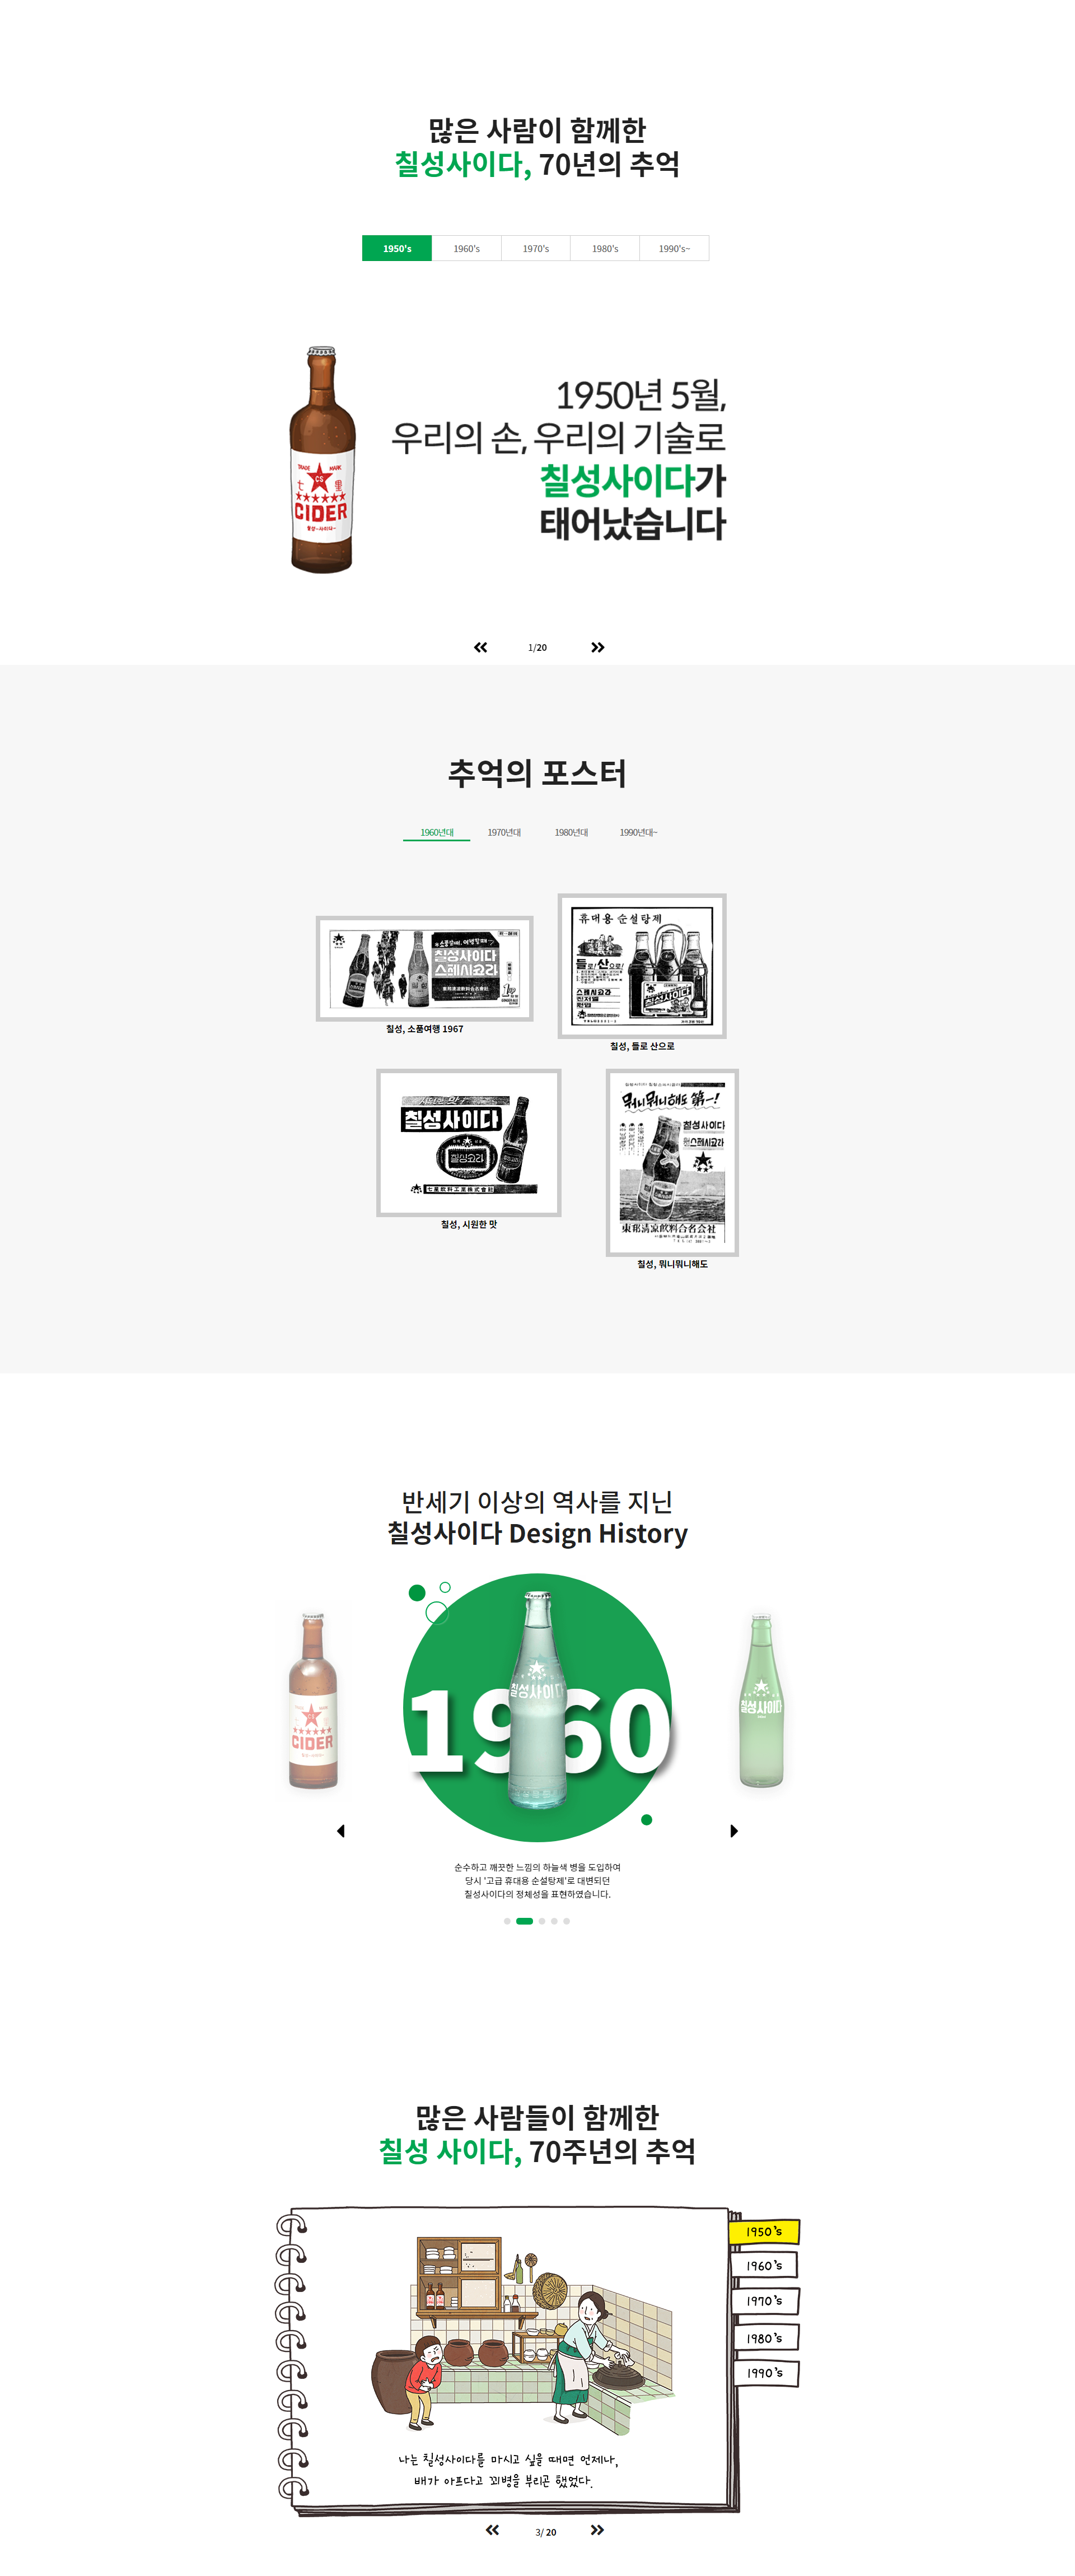 많은 사람이 함께한
칠성사이다, 70년의 추억
1950's
1960's
1970's
1980's
1990's~
1950년 5월,
우리의 손, 우리의 기술로
칠성사이다가
태어났습니다
TRADE MARK
CS
七 星
CIDER
1/20
추억의 포스터
1960년대
1970년대
1980년대
1990년대~
칠성사이다
스페시코라
칠성, 소풍여행 1967
휴대용 순설탕제
들로! 산으로!
스페시코라
칠성사이다
칠성, 들로 산으로
칠성사이다
칠성코라
七星飮料工業株式會社
칠성, 시원한 맛
뭐니뭐니해도 第一!
칠성사이다
스페시코라
東邦淸凉飮料合名会社
칠성, 뭐니뭐니해도
반세기 이상의 역사를 지닌
칠성사이다 Design History
CIDER
1960
칠성사이다
칠성사이다
순수하고 깨끗한 느낌의 하늘색 병을 도입하여
당시 '고급 휴대용 순설탕제'로 대변되던
칠성사이다의 정체성을 표현하였습니다.
많은 사람들이 함께한
칠성 사이다, 70주년의 추억
1950's
1960's
1970's
1980's
1990's
나는 칠성사이다를 마시고 싶을 때면 언제나,
배가 아프다고 꾀병을 부리곤 했었다.
3/ 20